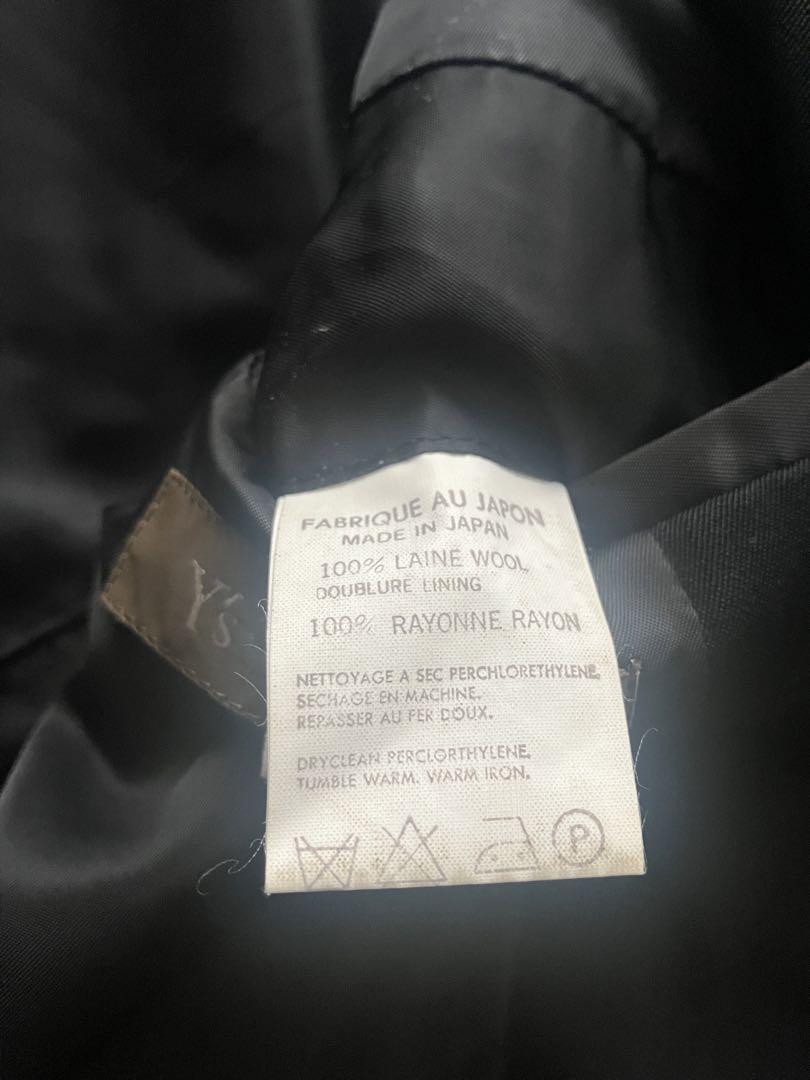 FABRIQUE AU JAPON
MADE IN JAPAN
100% LAINE WOOL
DOUBLURE LINING
100% RAYONNE RAYON
NETTOYAGE A SEC PERCHLORETHYLENE,
SECHAGE EN MACHINE.
REPASSER AU FER DOUX.
DRYCLEAN PERCLORTHYLENE,
TUMBLE WARM. WARM IRON.
P
Y's